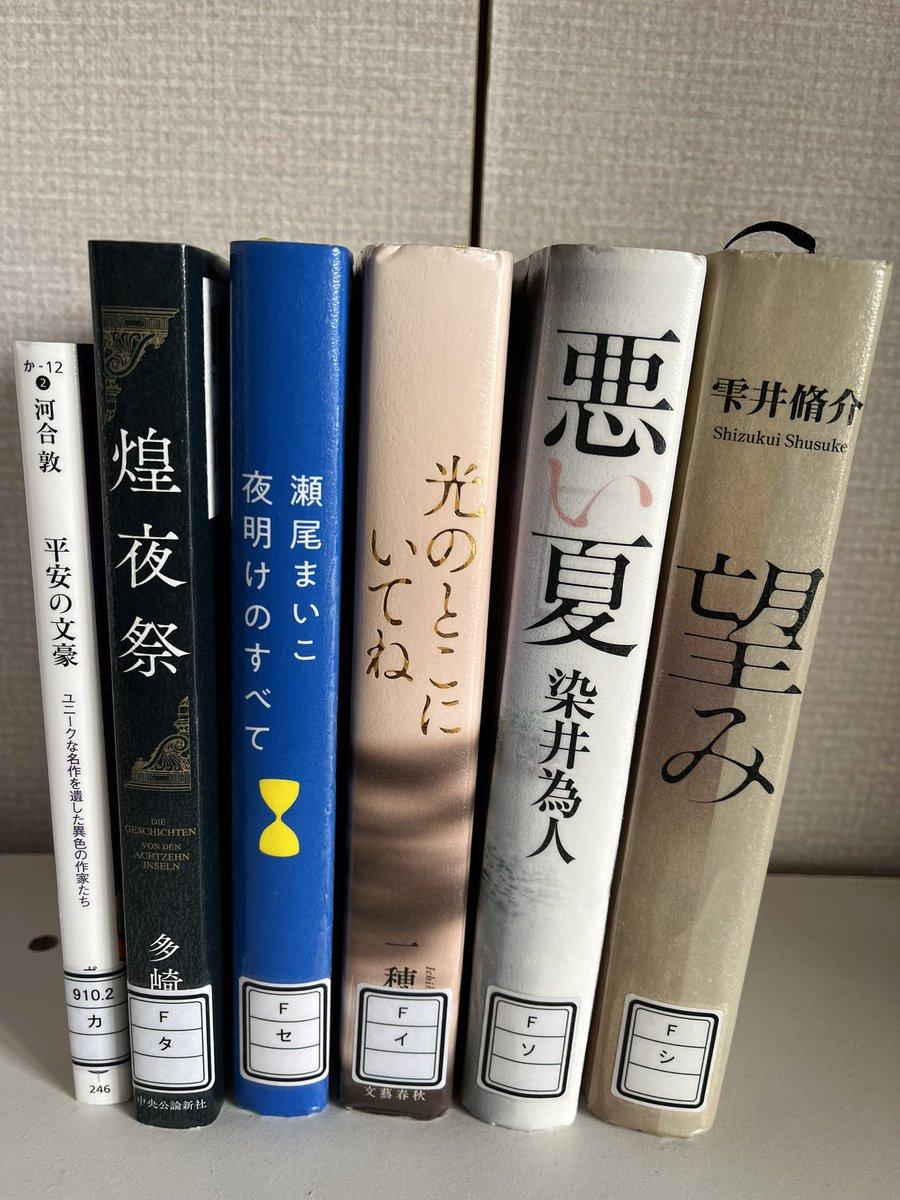 か-12
❷
河合敦
平安の文豪
ユニークな名作を遺した異色の作家たち
910.2
カ
246
煌夜祭
DIE
GESCHICHTEN
VON DEN
ACHTZEHN
INSELN
多崎
F
タ
中央公論新社
瀬尾まいこ
夜明けのすべて
F
セ
光のとこに
いてね
一穂
F
イ
文藝春秋
悪い夏
染井為人
F
ソ
雫井脩介
Shizukui Shusuke
望み
F
シ